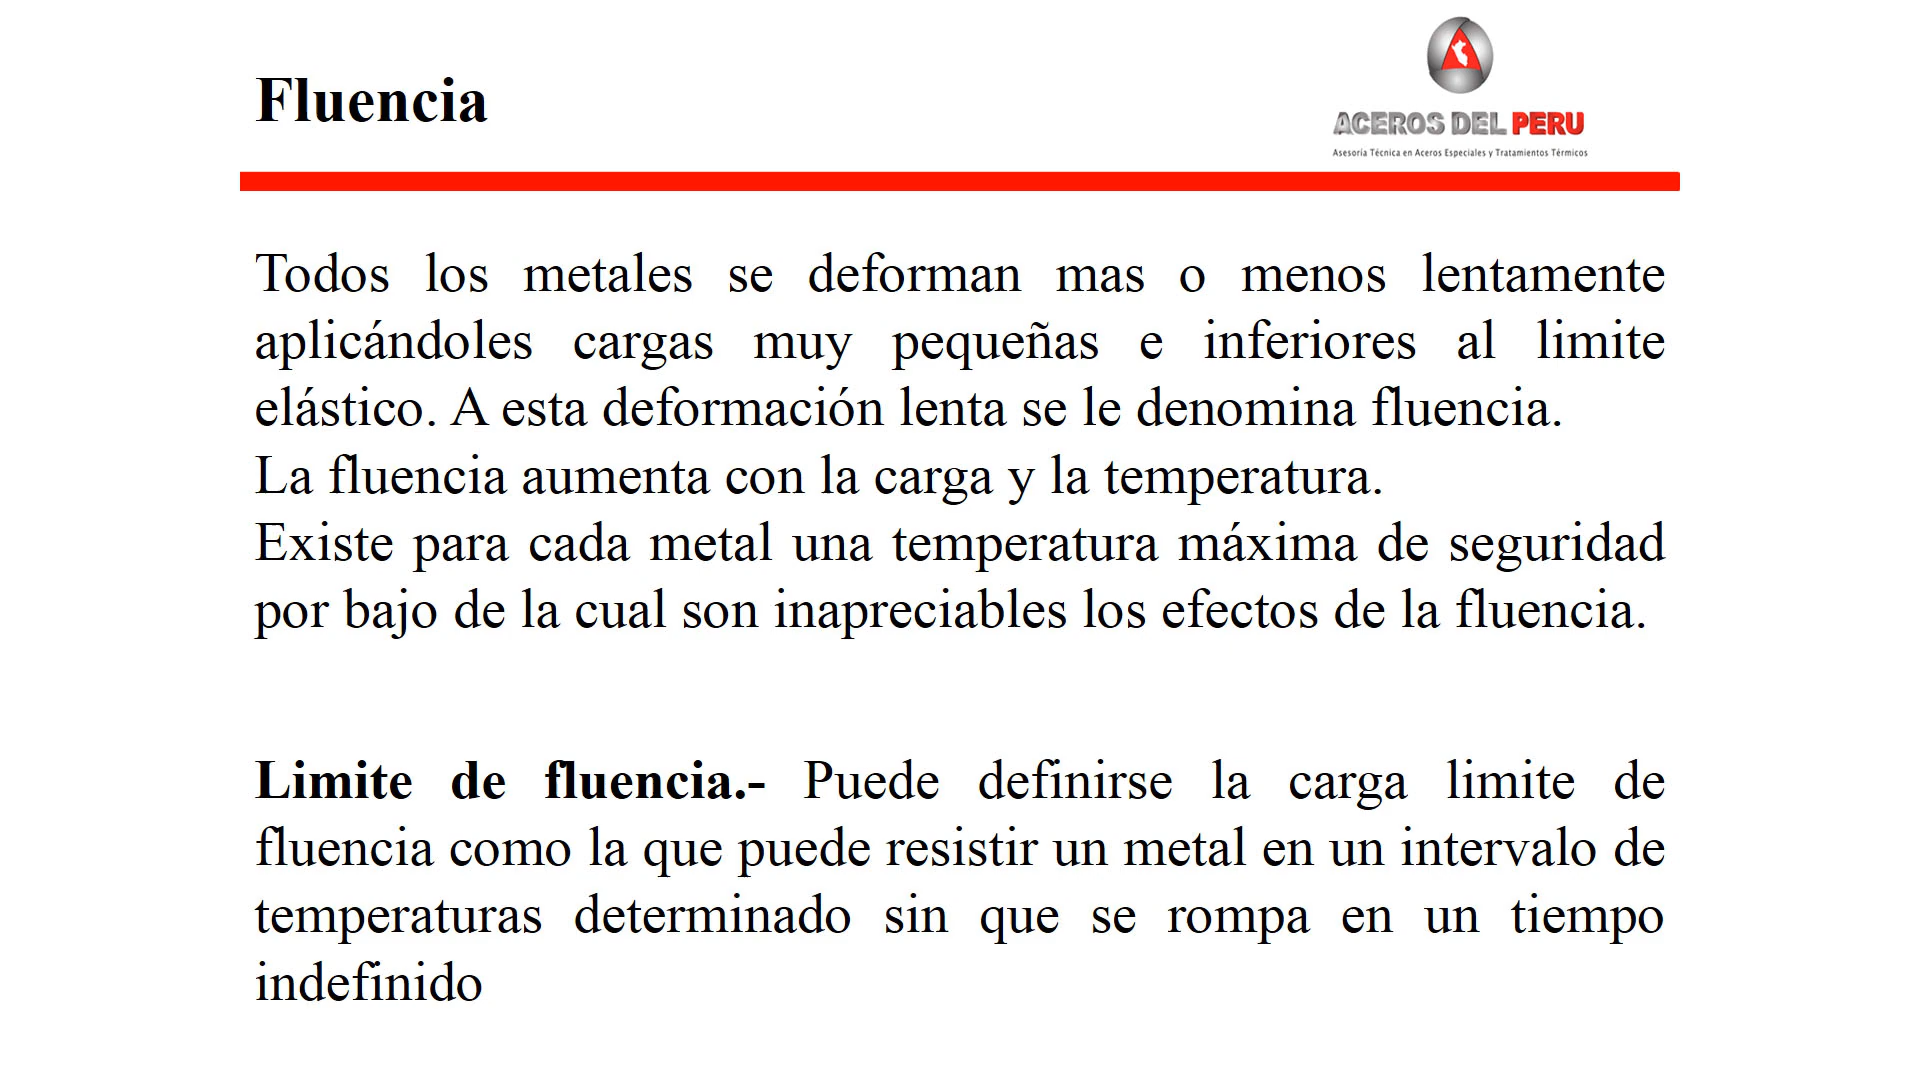 Fluencia
ACEROS DEL PERU
Asesoría Técnica en Aceros Especiales y Tratamientos Térmicos
Todos los metales se deforman mas o menos lentamente
aplicándoles cargas muy pequeñas e inferiores al limite
elástico. A esta deformación lenta se le denomina fluencia.
La fluencia aumenta con la carga y la temperatura.
Existe para cada metal una temperatura máxima de seguridad
por bajo de la cual son inapreciables los efectos de la fluencia.
Limite de fluencia.- Puede definirse la carga limite de
fluencia como la que puede resistir un metal en un intervalo de
temperaturas determinado sin que se rompa en un tiempo
indefinido